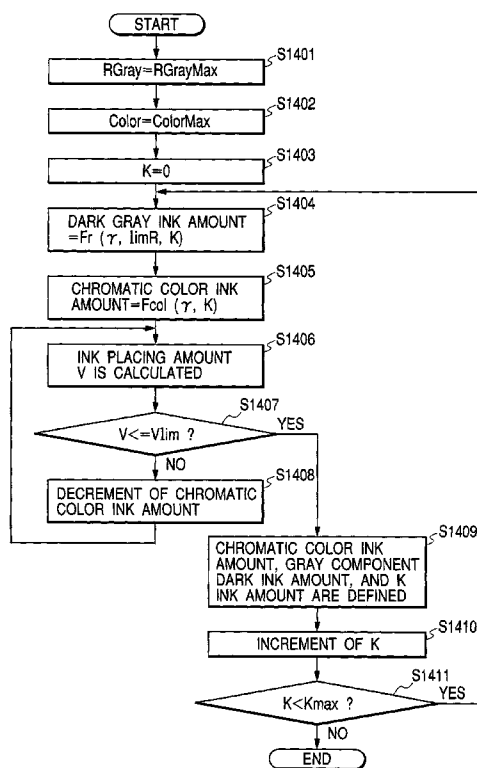 START
S1401
RGray=RGrayMax
S1402
Color=ColorMax
S1403
K=0
S1404
DARK GRAY INK AMOUNT
=Fr (γ, limR, K)
S1405
CHROMATIC COLOR INK
AMOUNT=Fcol (γ, K)
S1406
INK PLACING AMOUNT
V IS CALCULATED
S1407
V<=Vlim ?
YES
NO
S1408
DECREMENT OF CHROMATIC
COLOR INK AMOUNT
S1409
CHROMATIC COLOR INK
AMOUNT, GRAY COMPONENT
DARK INK AMOUNT, AND K
INK AMOUNT ARE DEFINED
S1410
INCREMENT OF K
S1411
K<Kmax ?
YES
NO
END